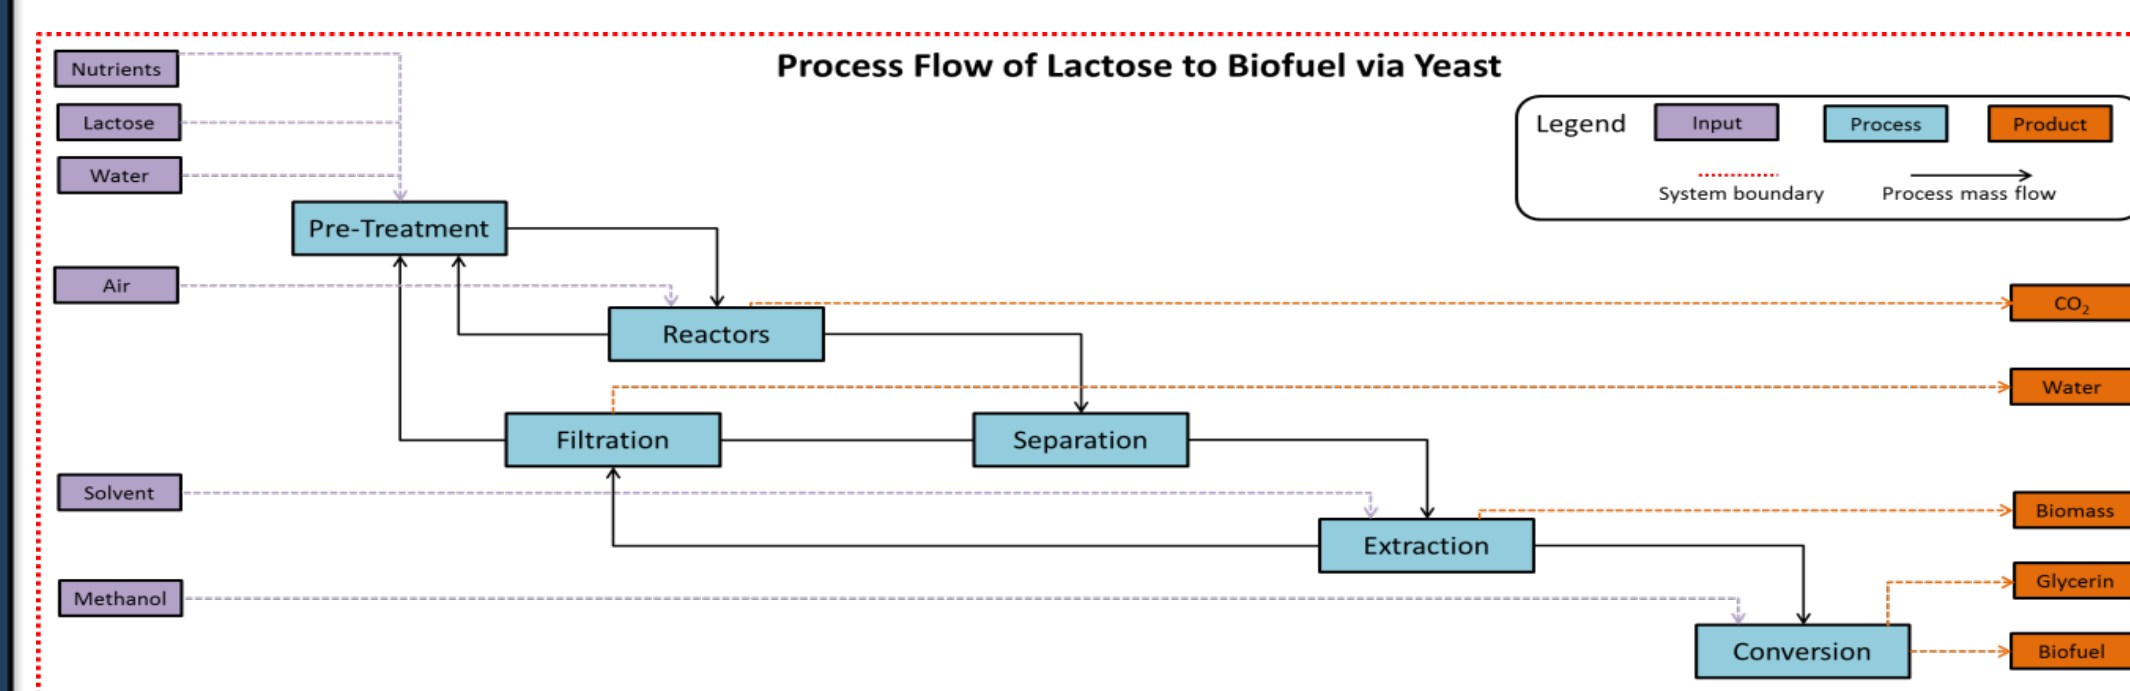 Process Flow of Lactose to Biofuel via Yeast
Nutrients
Lactose
Water
Legend
Input
Process
Product
System boundary
Process mass flow
Pre-Treatment
Air
CO₂
Reactors
Water
Filtration
Separation
Solvent
Biomass
Extraction
Glycerin
Methanol
Conversion
Biofuel